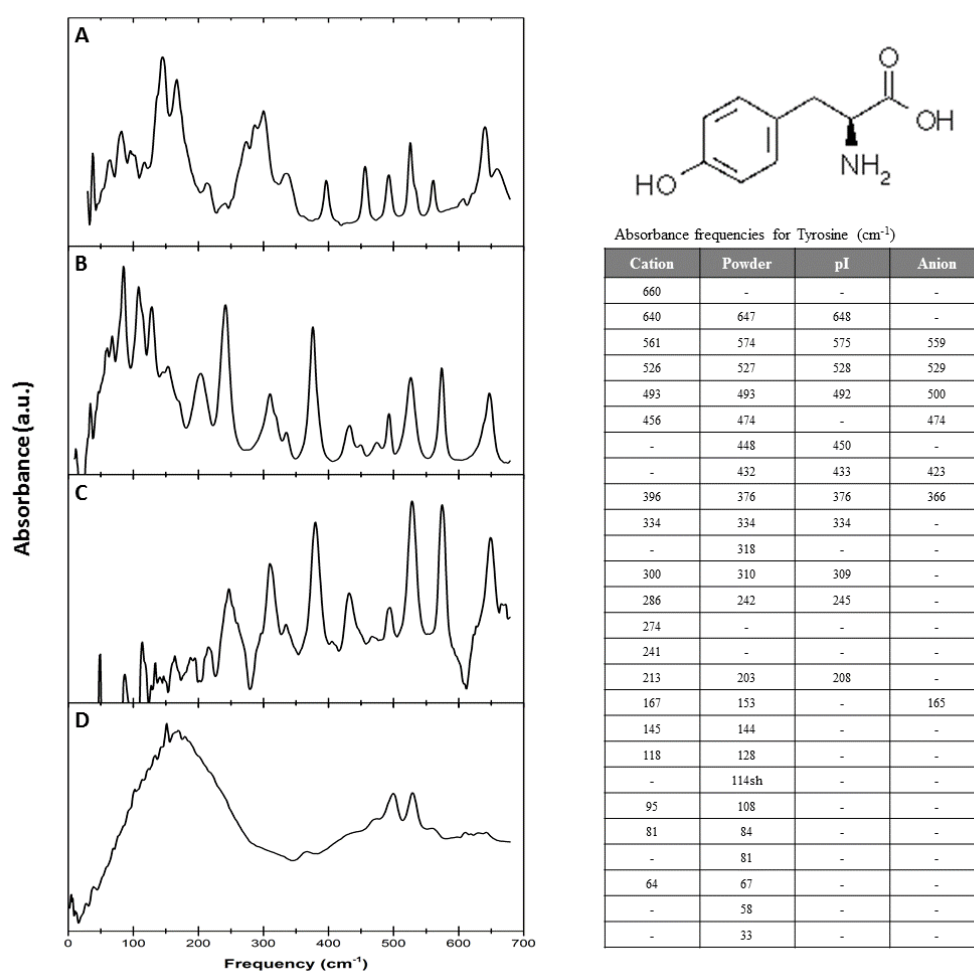 A
B
C
D
Absorbance (a.u.)
0 100 200 300 400 500 600 700
Frequency (cm-1)
O
OH
NH2
HO
Absorbance frequencies for Tyrosine (cm-1)
Cation Powder pI Anion
660 - - -
640 647 648 -
561 574 575 559
526 527 528 529
493 493 492 500
456 474 - 474
- 448 450 -
- 432 433 423
396 376 376 366
334 334 334 -
- 318 - -
300 310 309 -
286 242 245 -
274 - - -
241 - - -
213 203 208 -
167 153 - 165
145 144 - -
118 128 - -
- 114sh - -
95 108 - -
81 84 - -
- 81 - -
64 67 - -
- 58 - -
- 33 - -